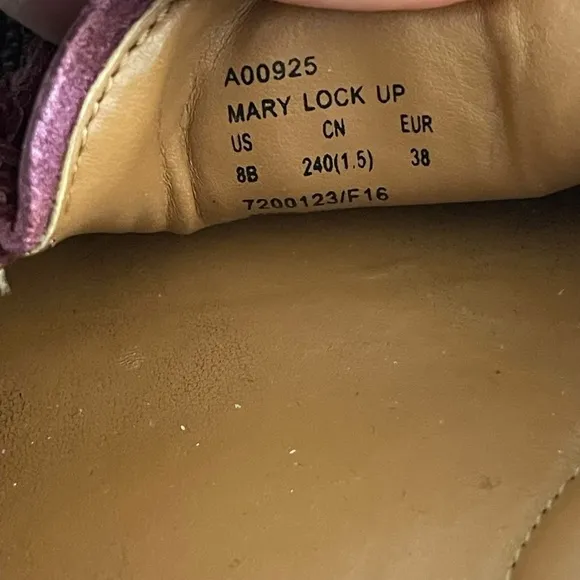 A00925
MARY LOCK UP
US CN EUR
8B 240(1.5) 38
7200123/F16